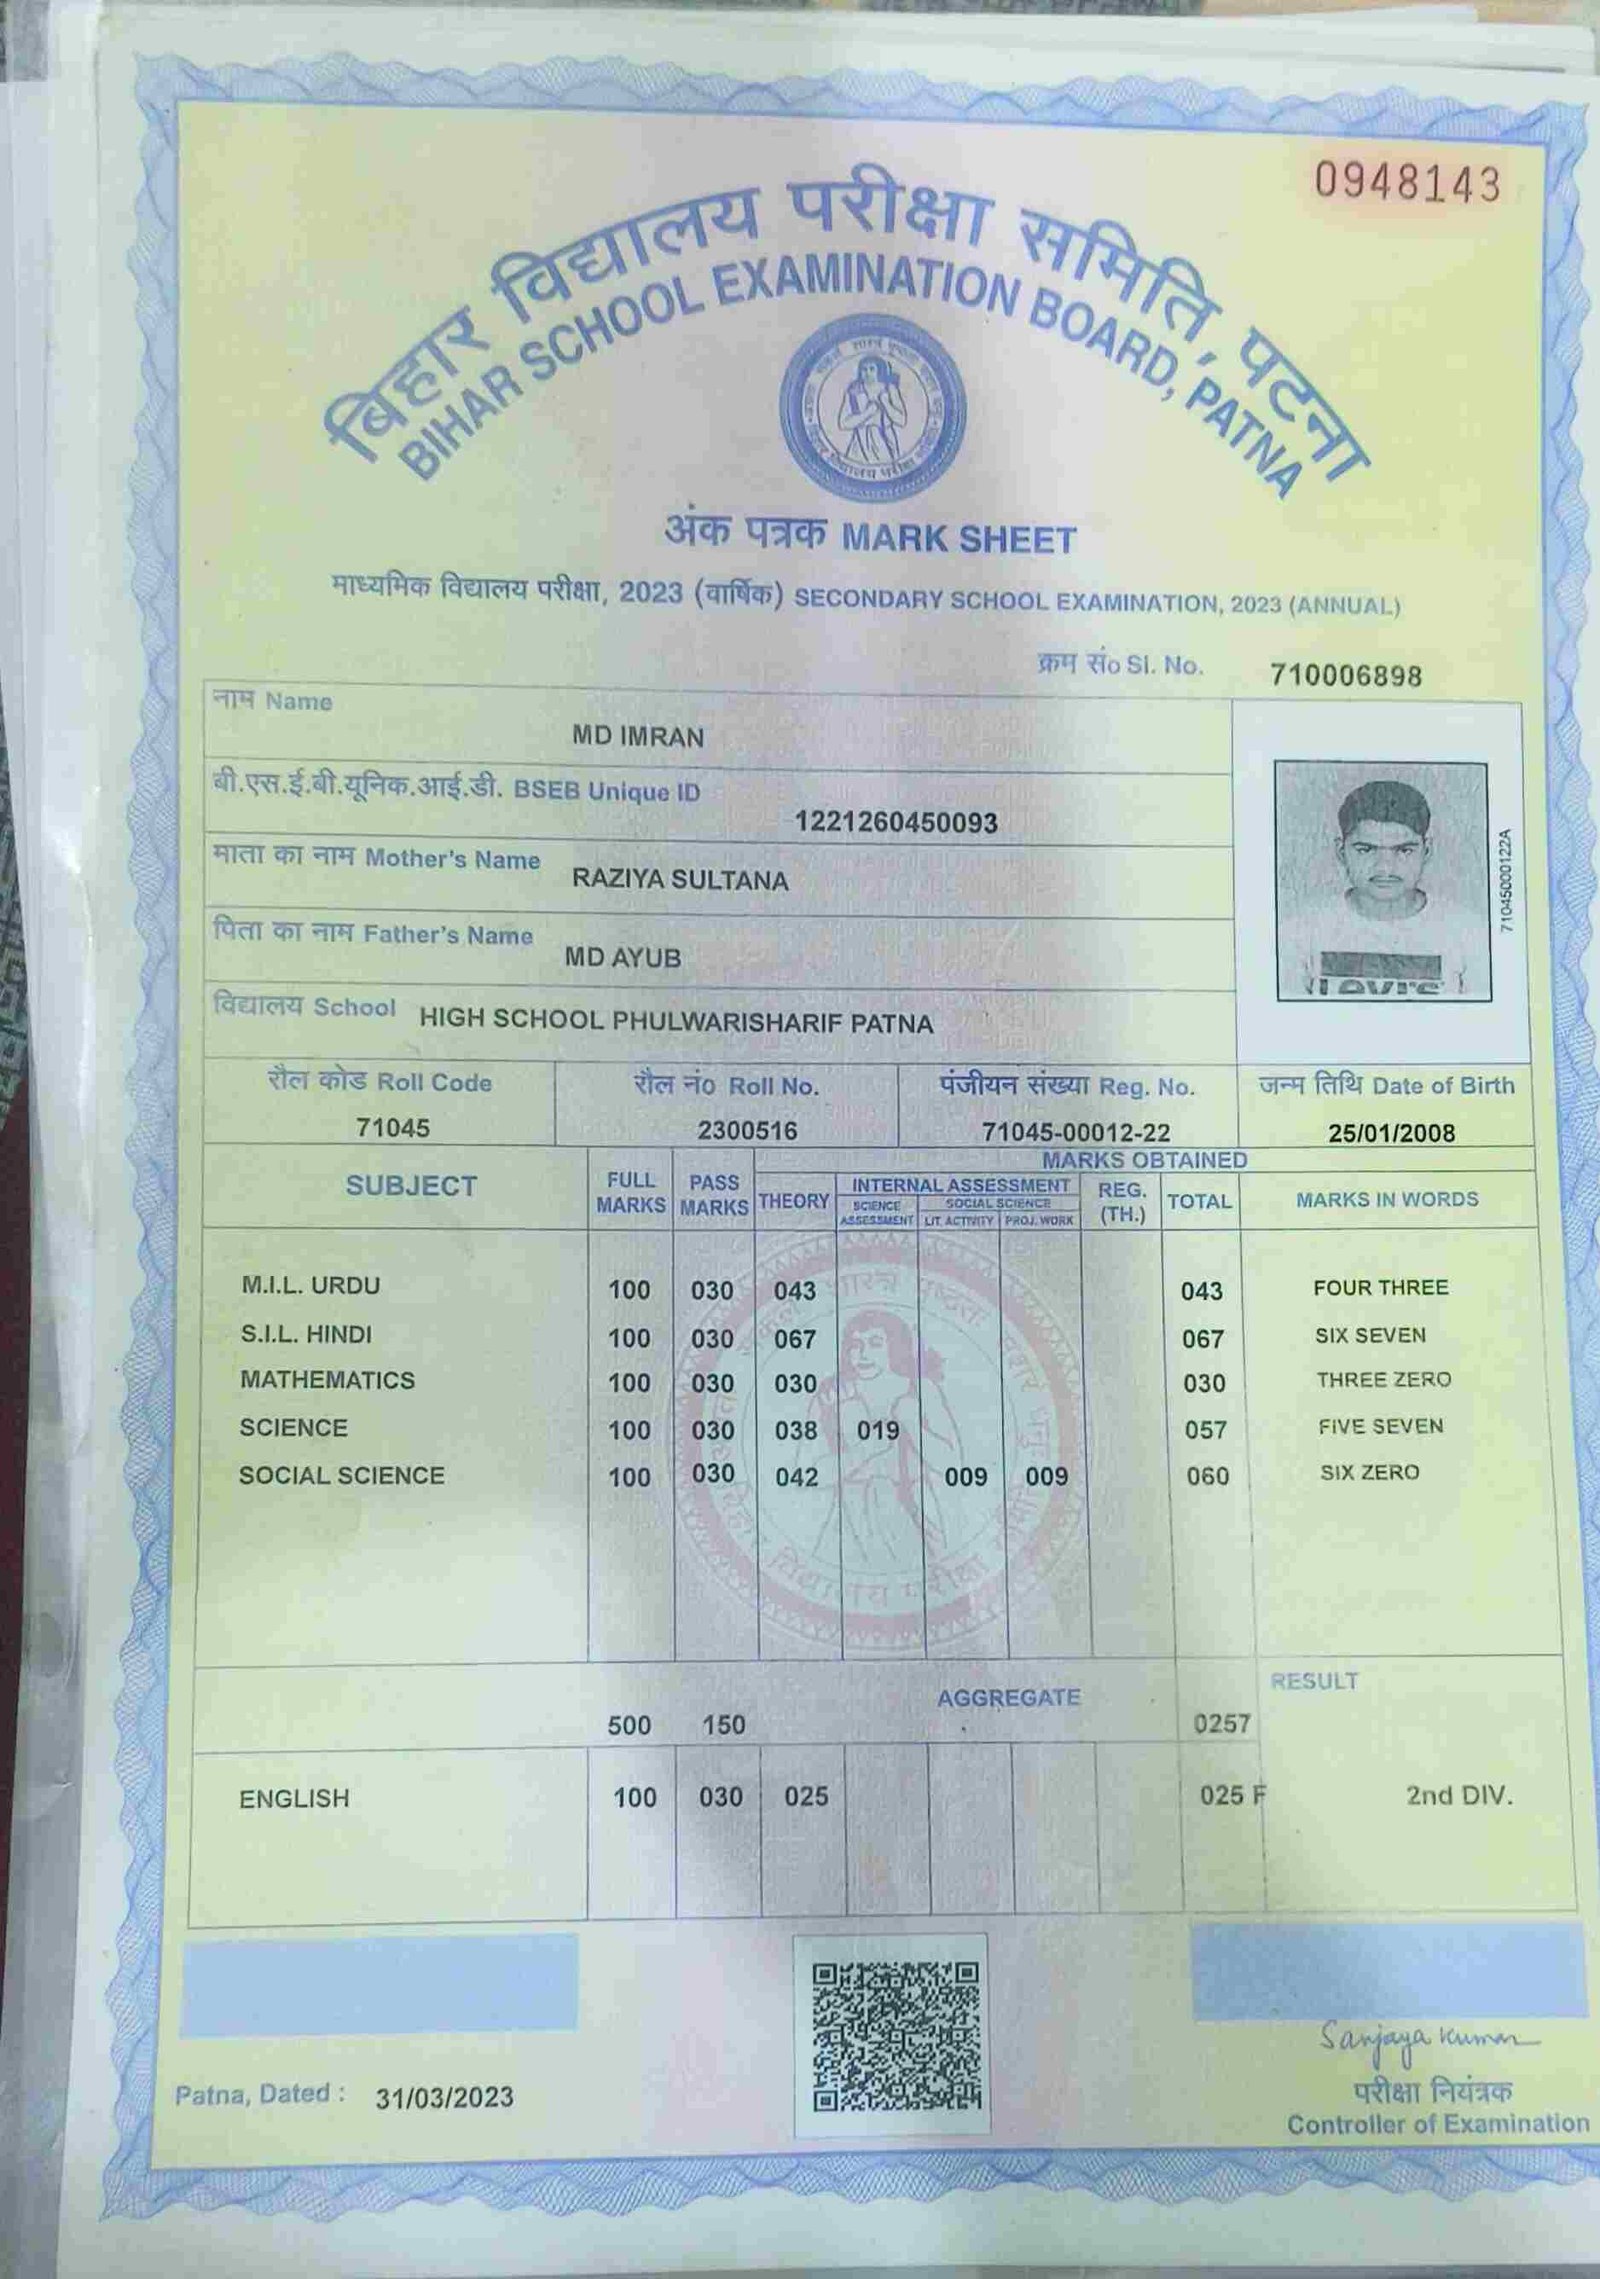 0948143
बिहार विद्यालय परीक्षा समिति, पटना
BIHAR SCHOOL EXAMINATION BOARD, PATNA
अंक पत्रक MARK SHEET
माध्यमिक विद्यालय परीक्षा, 2023 (वार्षिक) SECONDARY SCHOOL EXAMINATION, 2023 (ANNUAL)
क्रम सं० Sl. No. 710006898
नाम Name
MD IMRAN
बी.एस.ई.बी.यूनिक.आई.डी. BSEB Unique ID
1221260450093
माता का नाम Mother's Name RAZIYA SULTANA
पिता का नाम Father's Name MD AYUB
विद्यालय School HIGH SCHOOL PHULWARISHARIF PATNA
71045000122A
रौल कोड Roll Code रौल नं० Roll No. पंजीयन संख्या Reg. No. जन्म तिथि Date of Birth
71045 2300516 71045-00012-22 25/01/2008
SUBJECT FULL MARKS PASS MARKS MARKS OBTAINED
THEORY INTERNAL ASSESSMENT REG. (TH.) TOTAL MARKS IN WORDS
SCIENCE ASSESSMENT SOCIAL SCIENCE
LIT. ACTIVITY PROJ. WORK
M.I.L. URDU 100 030 043 043 FOUR THREE
S.I.L. HINDI 100 030 067 067 SIX SEVEN
MATHEMATICS 100 030 030 030 THREE ZERO
SCIENCE 100 030 038 019 057 FIVE SEVEN
SOCIAL SCIENCE 100 030 042 009 009 060 SIX ZERO
AGGREGATE RESULT
500 150 0257
ENGLISH 100 030 025 025 F 2nd DIV.
Sanjaya Kumar
Patna, Dated : 31/03/2023
परीक्षा नियंत्रक
Controller of Examination